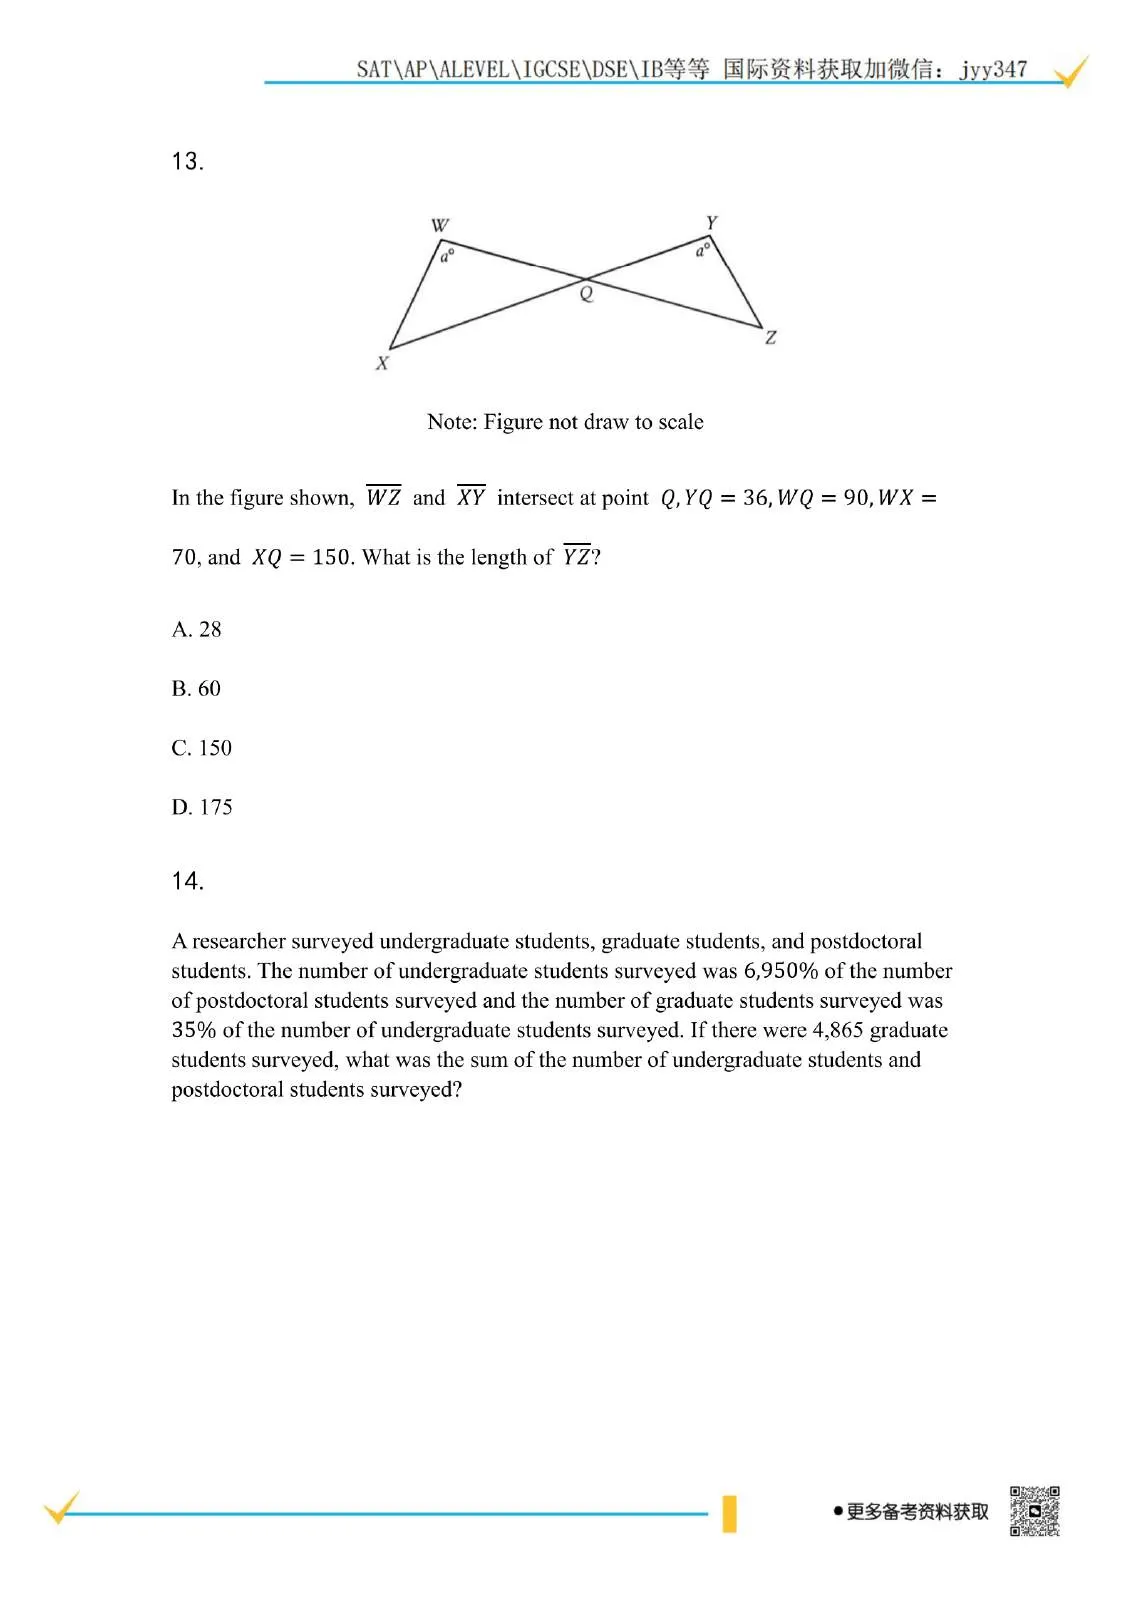 SAT\AP\ALEVEL\IGCSE\DSE\IB等等 国际资料获取加微信：jyy347
13.
W
Y
a°
a°
Q
Z
X
Note: Figure not draw to scale
In the figure shown, WZ and XY intersect at point Q, YQ = 36, WQ = 90, WX =
70, and XQ = 150. What is the length of YZ?
A. 28
B. 60
C. 150
D. 175
14.
A researcher surveyed undergraduate students, graduate students, and postdoctoral
students. The number of undergraduate students surveyed was 6,950% of the number
of postdoctoral students surveyed and the number of graduate students surveyed was
35% of the number of undergraduate students surveyed. If there were 4,865 graduate
students surveyed, what was the sum of the number of undergraduate students and
postdoctoral students surveyed?
●更多备考资料获取